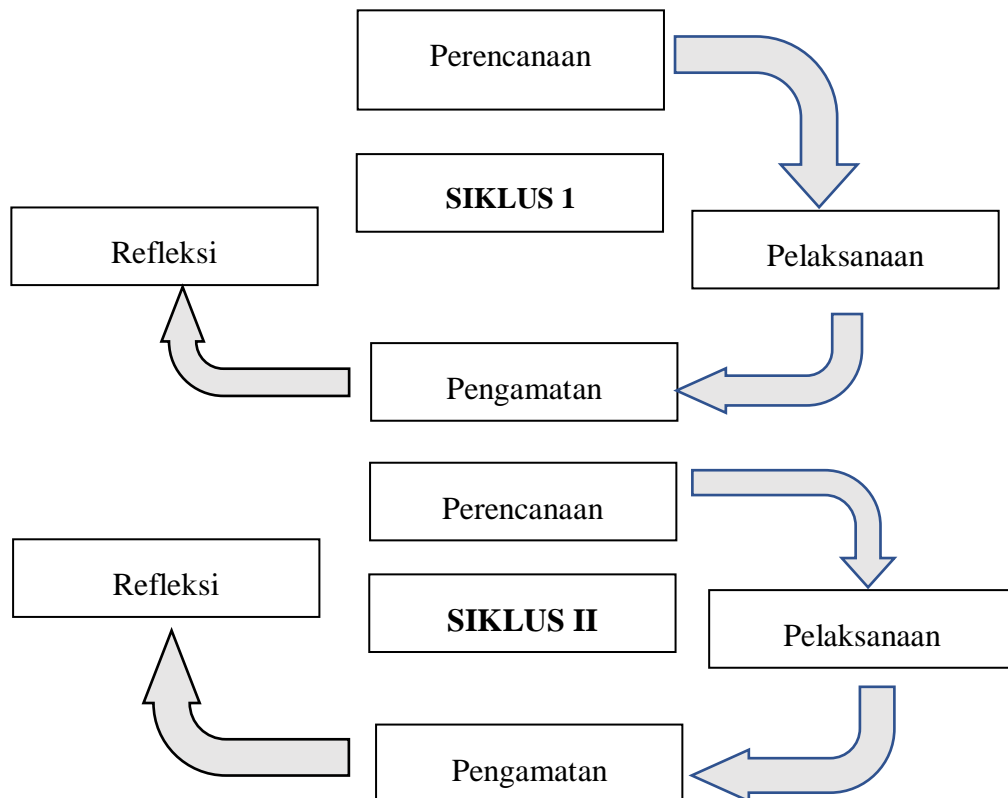 Perencanaan
SIKLUS 1
Refleksi
Pelaksanaan
Pengamatan
Perencanaan
Refleksi
SIKLUS II
Pelaksanaan
Pengamatan